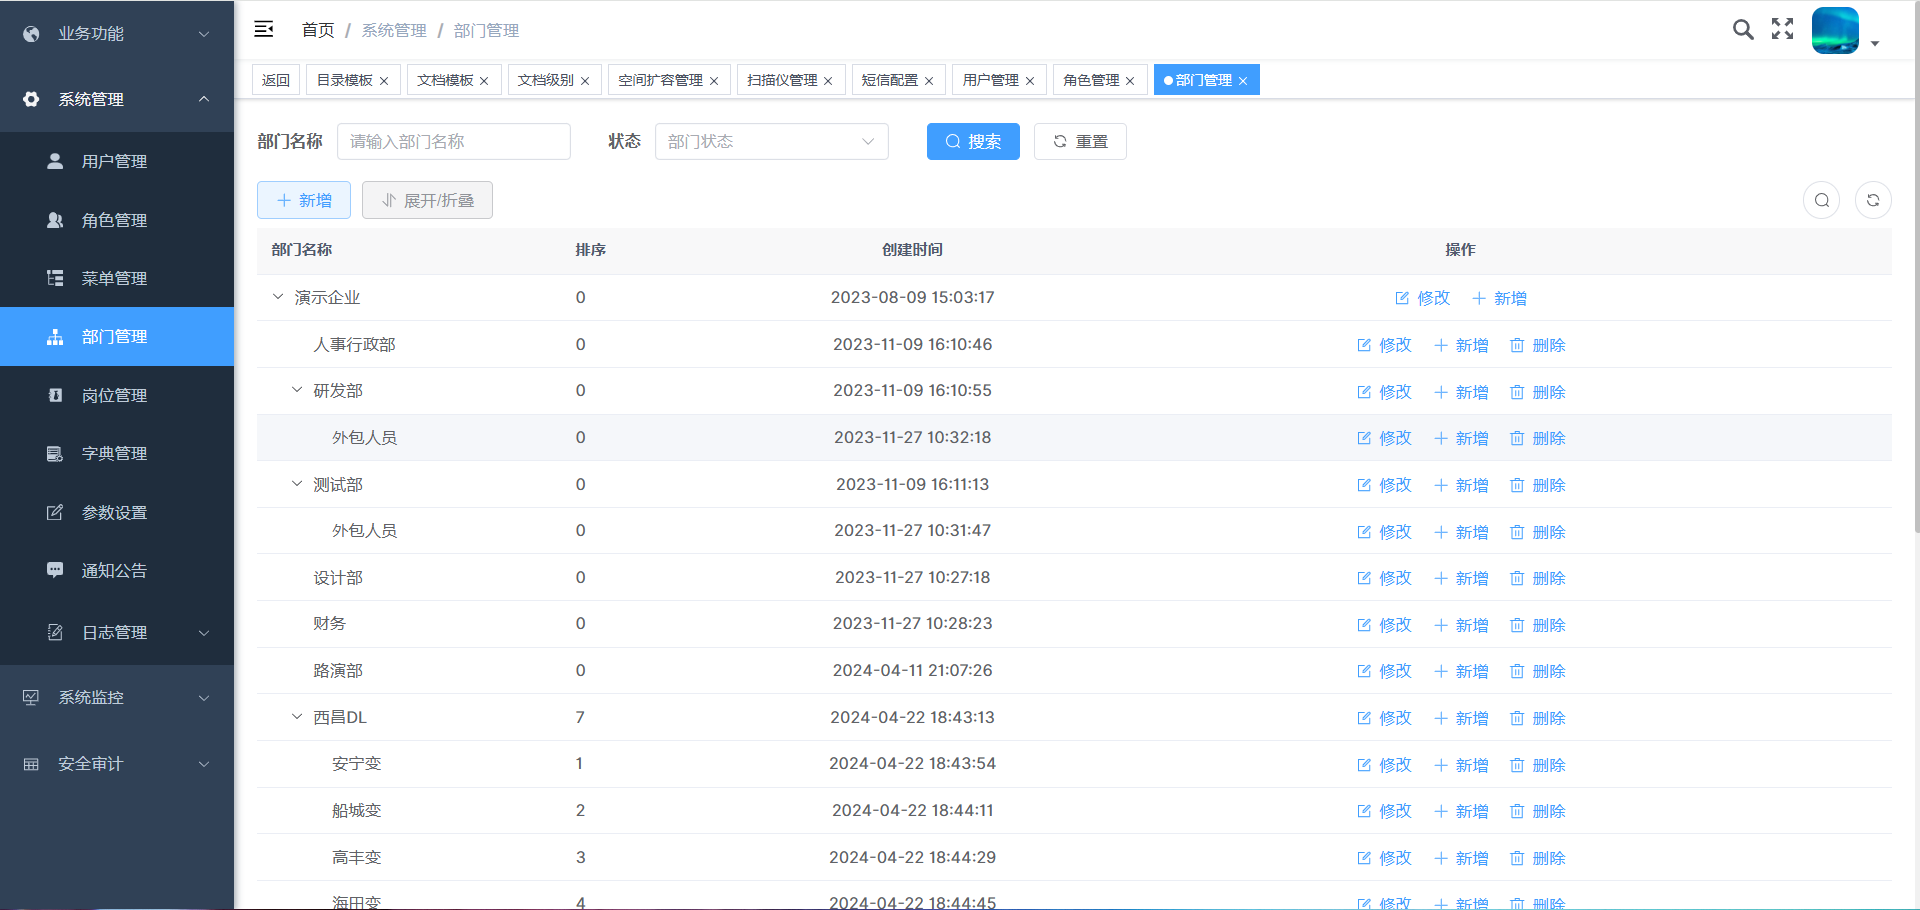 业务功能
系统管理
用户管理
角色管理
菜单管理
部门管理
岗位管理
字典管理
参数设置
通知公告
日志管理
系统监控
安全审计
首页 / 系统管理 / 部门管理
返回 目录模板 文档模板 文档级别 空间扩容管理 扫描仪管理 短信配置 用户管理 角色管理 部门管理
部门名称 请输入部门名称 状态 部门状态 搜索 重置
新增 展开/折叠
部门名称 排序 创建时间 操作
演示企业 0 2023-08-09 15:03:17 修改 新增
人事行政部 0 2023-11-09 16:10:46 修改 新增 删除
研发部 0 2023-11-09 16:10:55 修改 新增 删除
外包人员 0 2023-11-27 10:32:18 修改 新增 删除
测试部 0 2023-11-09 16:11:13 修改 新增 删除
外包人员 0 2023-11-27 10:31:47 修改 新增 删除
设计部 0 2023-11-27 10:27:18 修改 新增 删除
财务 0 2023-11-27 10:28:23 修改 新增 删除
路演部 0 2024-04-11 21:07:26 修改 新增 删除
西昌DL 7 2024-04-22 18:43:13 修改 新增 删除
安宁变 1 2024-04-22 18:43:54 修改 新增 删除
船城变 2 2024-04-22 18:44:11 修改 新增 删除
高丰变 3 2024-04-22 18:44:29 修改 新增 删除
海田变 4 2024-04-22 18:44:45 修改 新增 删除